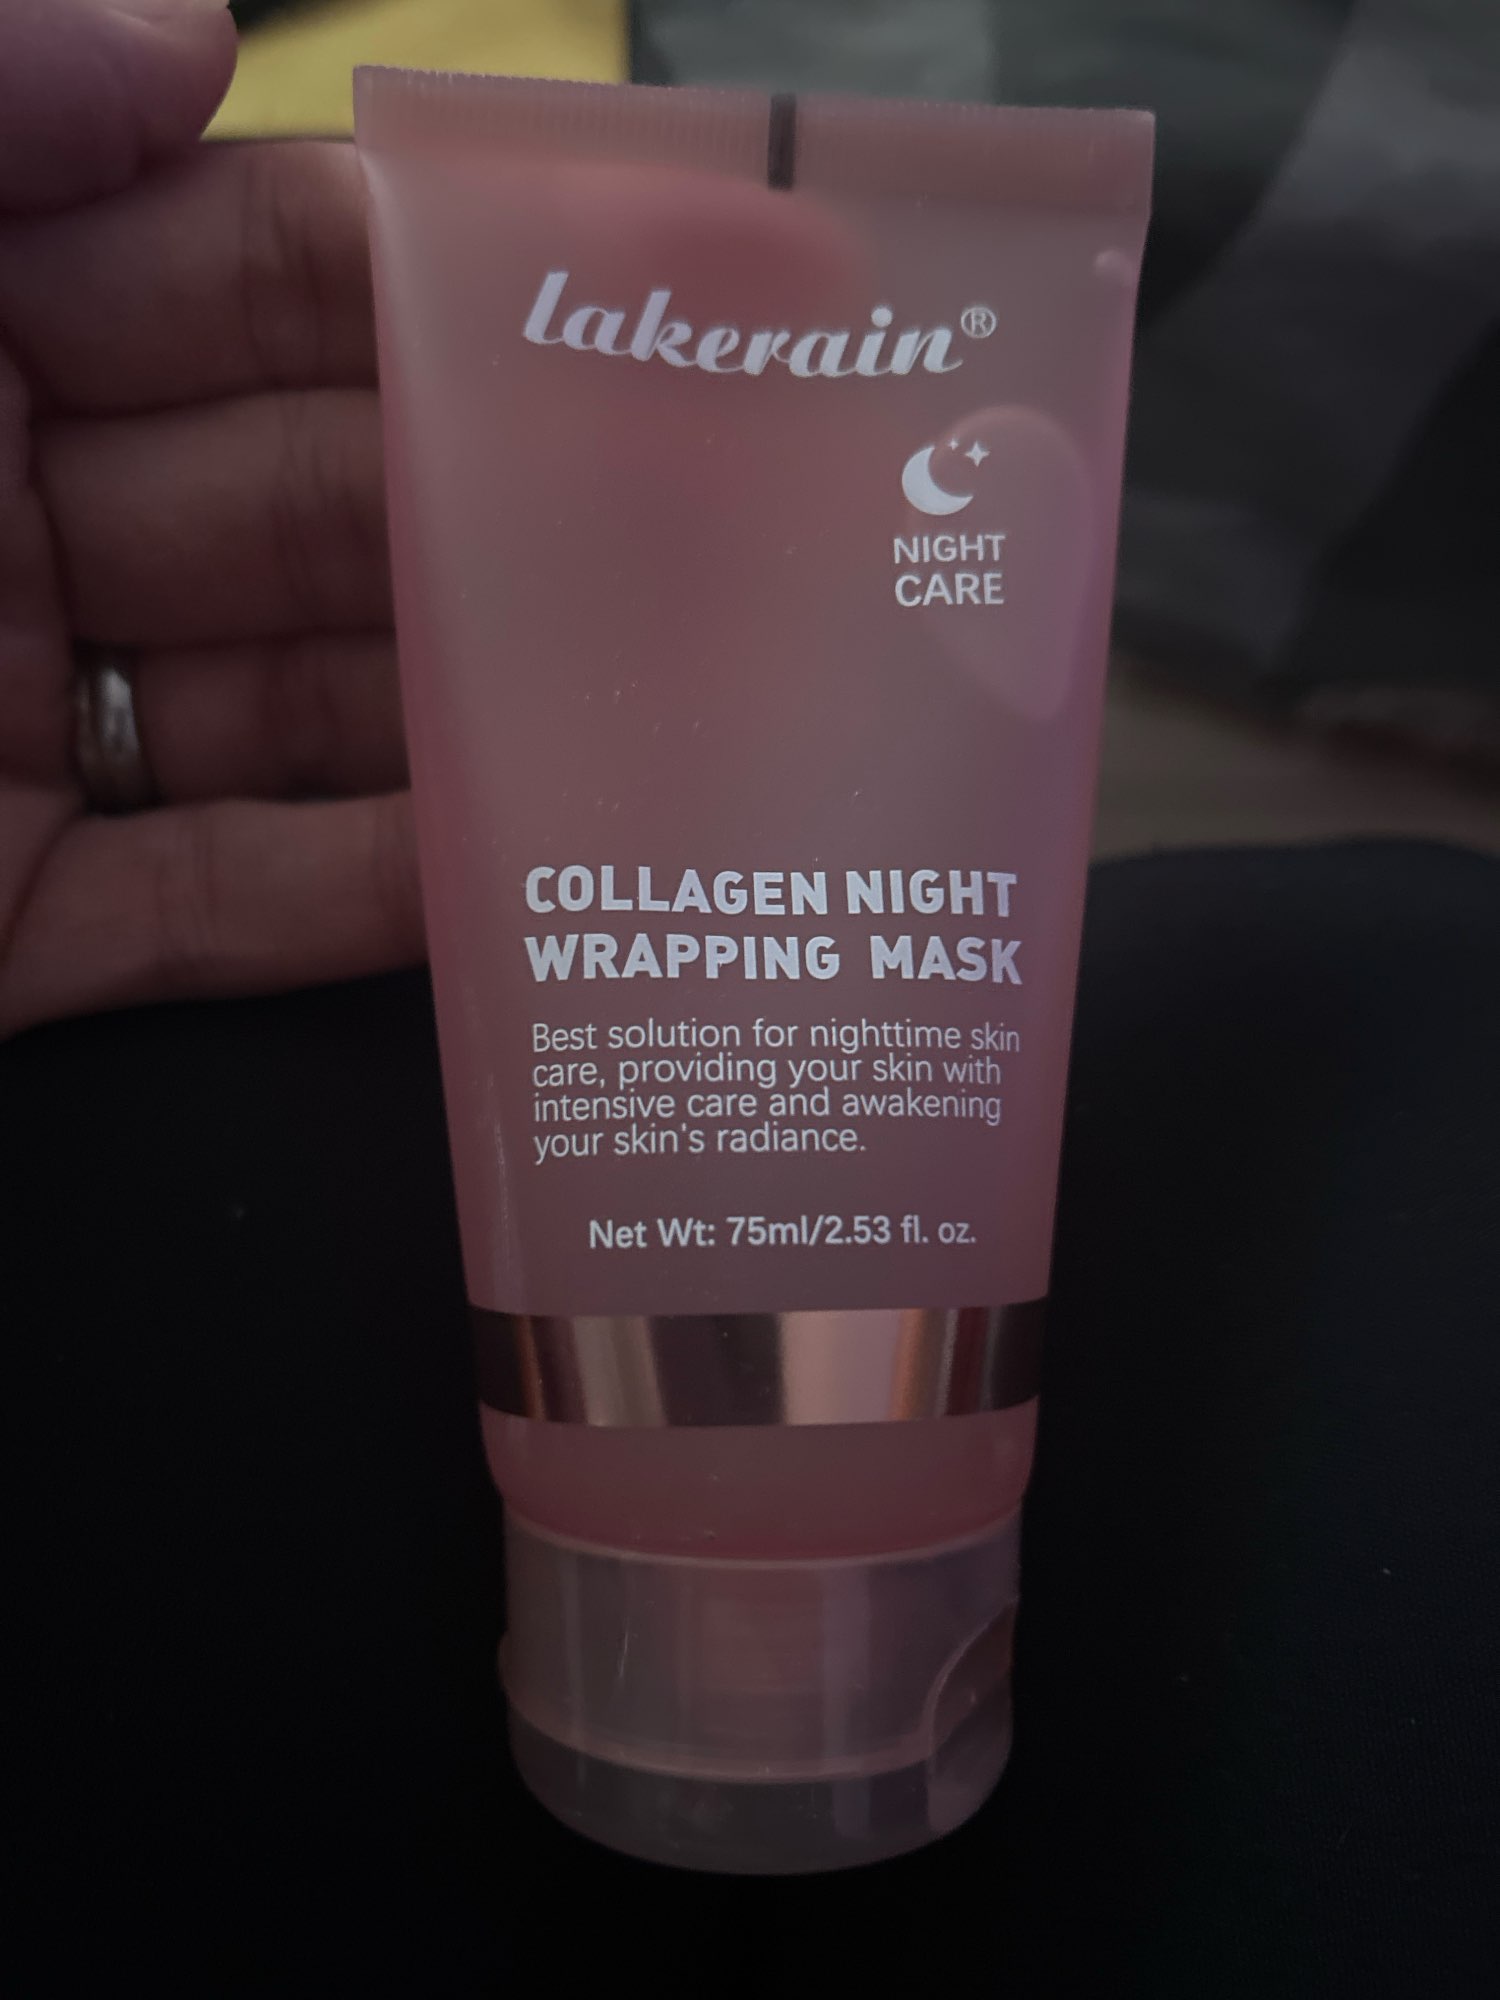 lakerain®
NIGHT
CARE
COLLAGEN NIGHT
WRAPPING MASK
Best solution for nighttime skin
care, providing your skin with
intensive care and awakening
your skin's radiance.
Net Wt: 75ml/2.53 fl. oz.